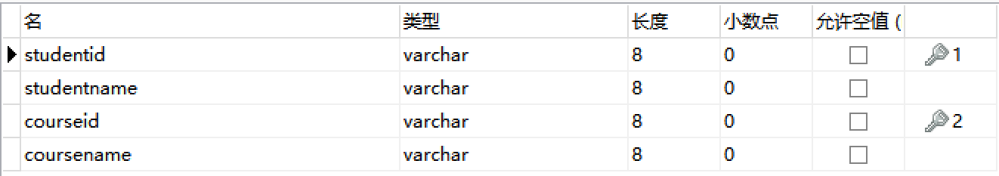 名 类型 长度 小数点 允许空值 (
studentid varchar 8 0 1
studentname varchar 8 0
courseid varchar 8 0 2
coursename varchar 8 0